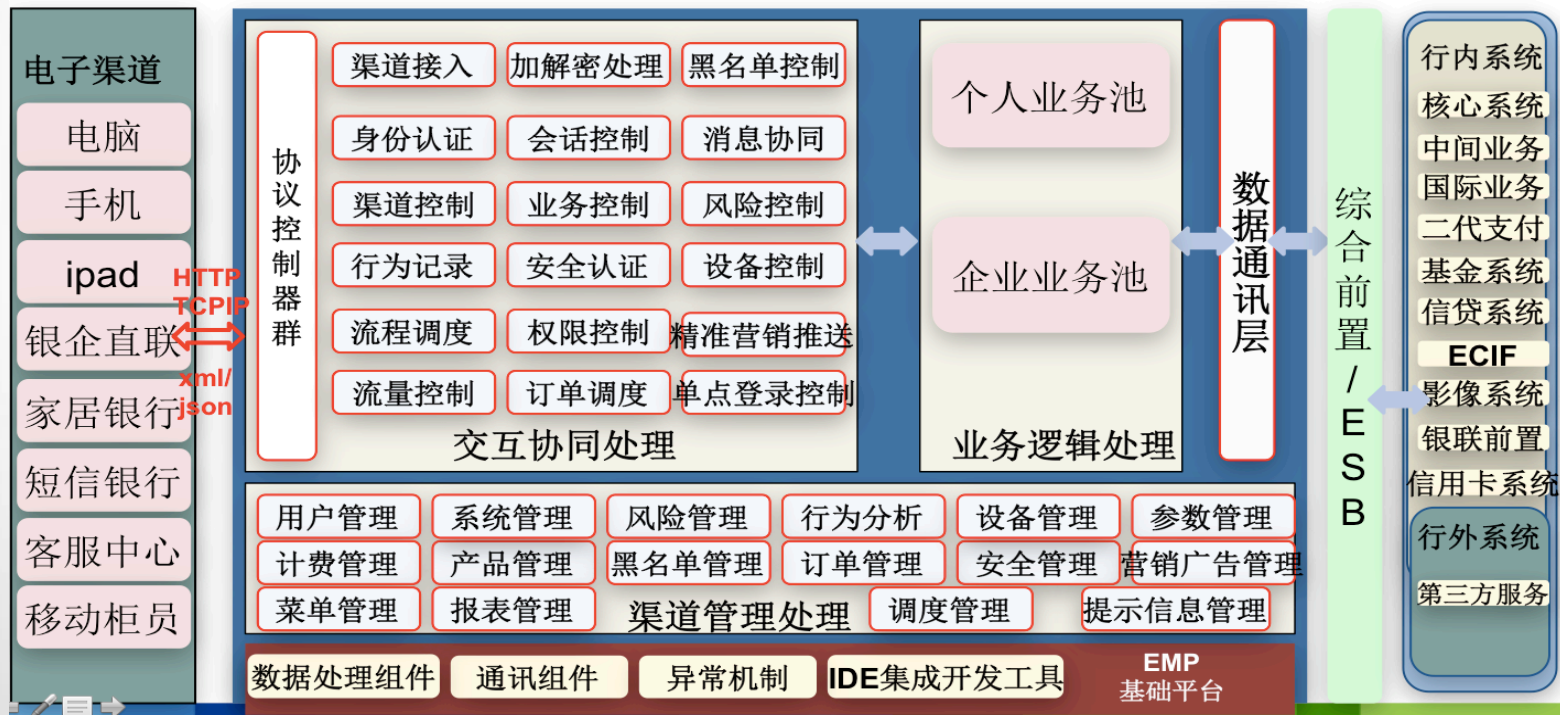 电子渠道
电脑
手机
ipad
银企直联
家居银行
短信银行
客服中心
移动柜员
HTTP
TCPIP
xml/
json
协议控制器群
渠道接入
加解密处理
黑名单控制
身份认证
会话控制
消息协同
渠道控制
业务控制
风险控制
行为记录
安全认证
设备控制
流程调度
权限控制
精准营销推送
流量控制
订单调度
单点登录控制
交互协同处理
个人业务池
企业业务池
业务逻辑处理
数据通讯层
用户管理
系统管理
风险管理
行为分析
设备管理
参数管理
计费管理
产品管理
黑名单管理
订单管理
安全管理
营销广告管理
菜单管理
报表管理
渠道管理处理
调度管理
提示信息管理
数据处理组件
通讯组件
异常机制
IDE集成开发工具
EMP
基础平台
综合前置/ESB
行内系统
核心系统
中间业务
国际业务
二代支付
基金系统
信贷系统
ECIF
影像系统
银联前置
信用卡系统
行外系统
第三方服务